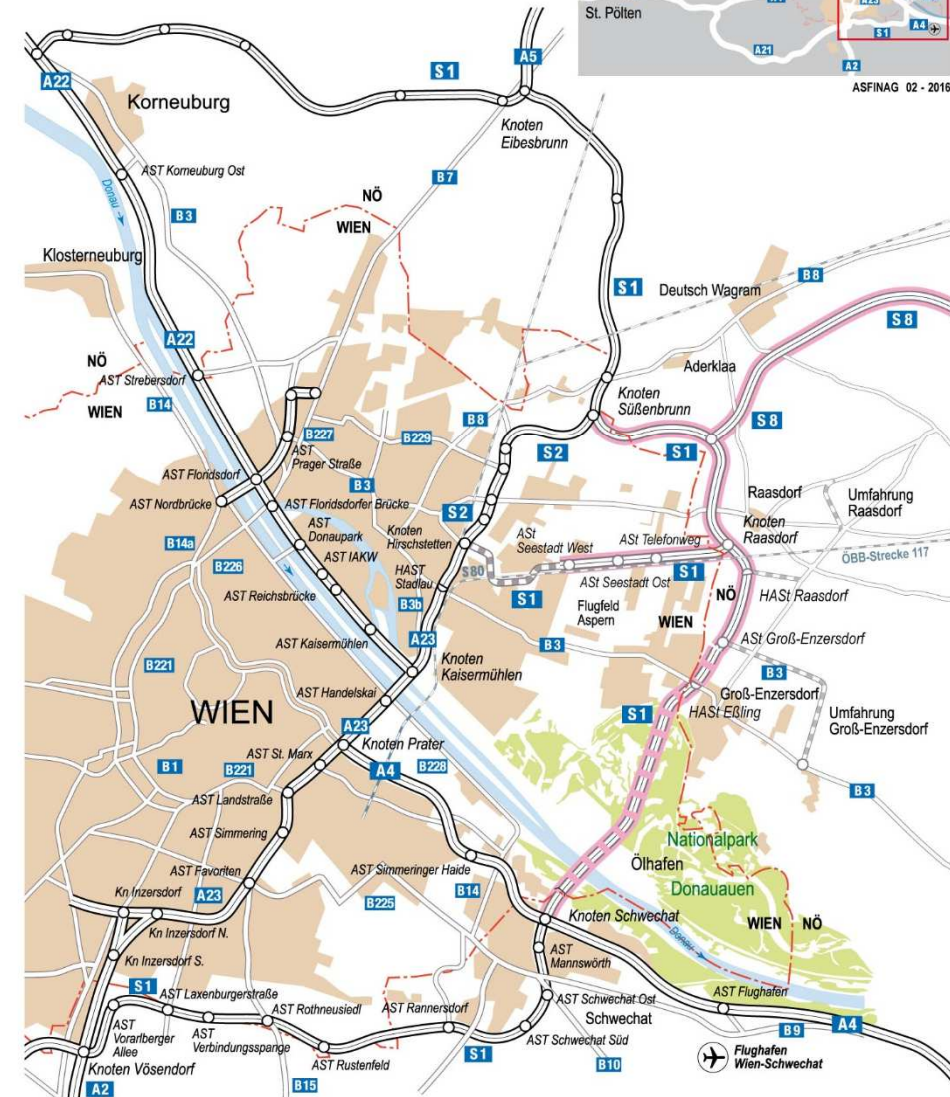 St. Pölten
A23
S1
A4
A21
A2
ASFINAG 02 - 2016
A5
S1
A22
Korneuburg
Knoten
Eibesbrunn
AST Korneuburg Ost
Donau
B7
NÖ
B3
WIEN
Klosterneuburg
S1
Deutsch Wagram
B8
S8
A22
NÖ
AST Strebersdorf
WIEN
B14
Aderklaa
Knoten
Süßenbrunn
B8
S8
B227
B229
S2
S1
AST
Prager Straße
AST Floridsdorf
B3
Raasdorf
Umfahrung
Raasdorf
AST Nordbrücke
AST Floridsdorfer Brücke
S2
Knoten
Raasdorf
AST
Donaupark
Knoten
Hirschstetten
ASt
Seestadt West
ASt Telefonweg
B14a
AST IAKW
ÖBB-Strecke 117
B226
HAST
Stadlau
S80
S1
S1
ASt Seestadt Ost
AST Reichsbrücke
B3b
Flugfeld
Aspern
NÖ
HASt Raasdorf
WIEN
AST Kaisermühlen
A23
B3
ASt Groß-Enzersdorf
B221
Knoten
Kaisermühlen
B3
AST Handelskai
Groß-Enzersdorf
WIEN
S1
HASt Eßling
Umfahrung
Groß-Enzersdorf
A23
Knoten Prater
AST St. Marx
B1
B221
A4
B228
B3
AST Landstraße
AST Simmering
Nationalpark
Ölhafen
AST Favoriten
AST Simmeringer Haide
Donauauen
Kn Inzersdorf
A23
B14
B225
Knoten Schwechat
WIEN
NÖ
Kn Inzersdorf N.
Donau
AST
Mannswörth
Kn Inzersdorf S.
S1
AST Laxenburgerstraße
AST Flughafen
AST Rothneusiedl
AST Rannersdorf
AST Schwechat Ost
AST
Vorarlberger
Allee
AST
Verbindungsspange
Schwechat
B9
A4
AST Rustenfeld
S1
AST Schwechat Süd
Knoten Vösendorf
Flughafen
Wien-Schwechat
B10
A2
B15